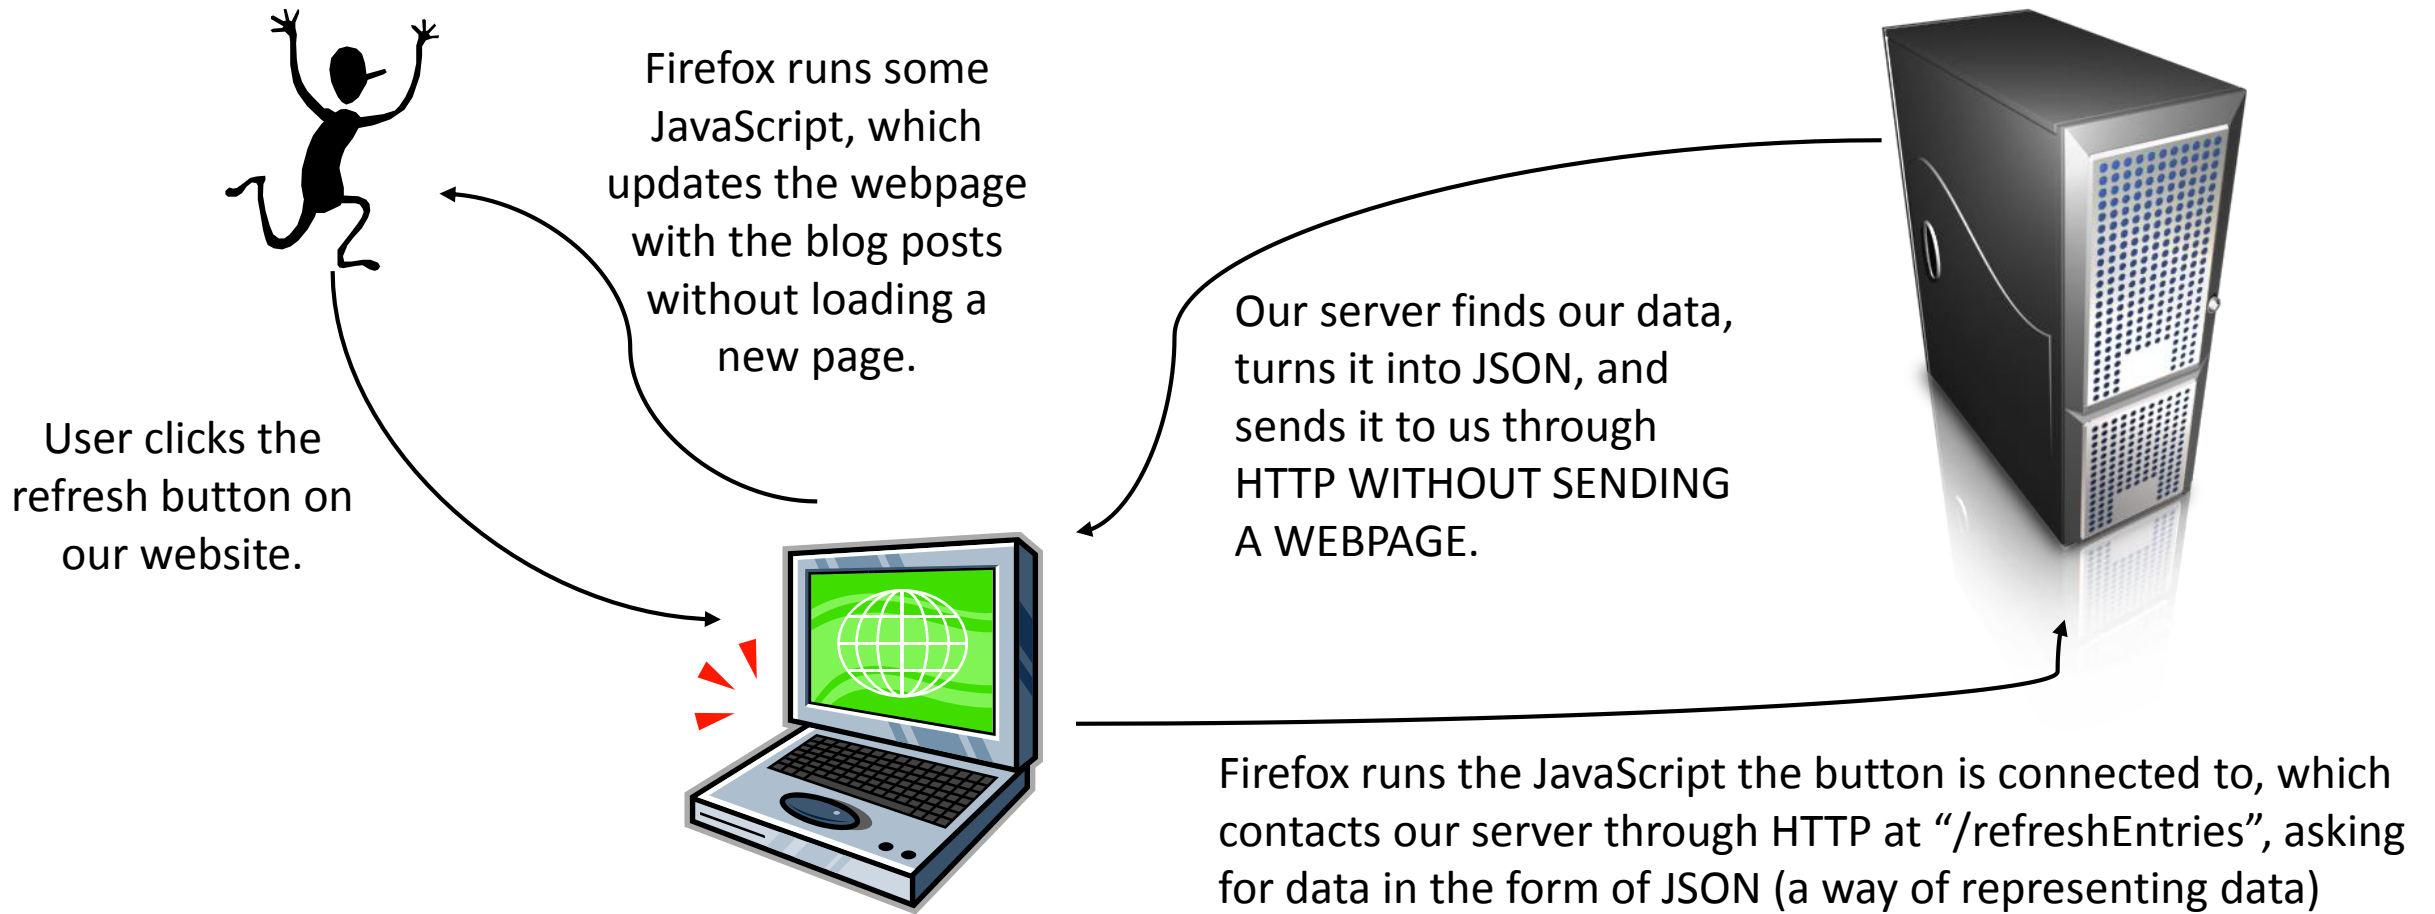 Firefox runs some
JavaScript, which
updates the webpage
with the blog posts
without loading a
new page.
User clicks the
refresh button on
our website.
Our server finds our data,
turns it into JSON, and
sends it to us through
HTTP WITHOUT SENDING
A WEBPAGE.
Firefox runs the JavaScript the button is connected to, which
contacts our server through HTTP at “/refreshEntries”, asking
for data in the form of JSON (a way of representing data)